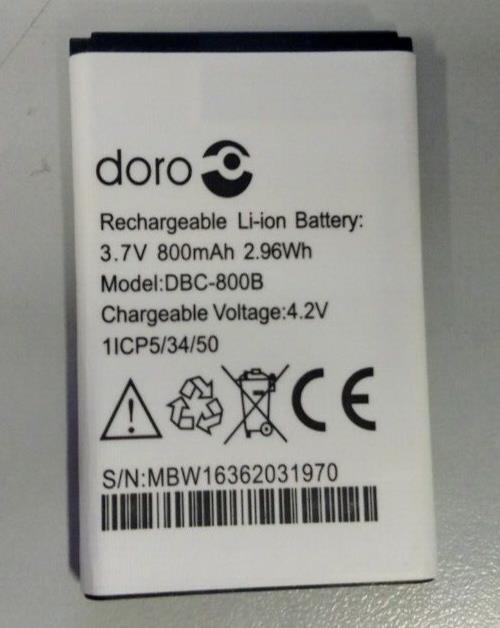 doro
Rechargeable Li-ion Battery:
3.7V 800mAh 2.96Wh
Model:DBC-800B
Chargeable Voltage:4.2V
1ICP5/34/50
CE
S/N:MBW16362031970